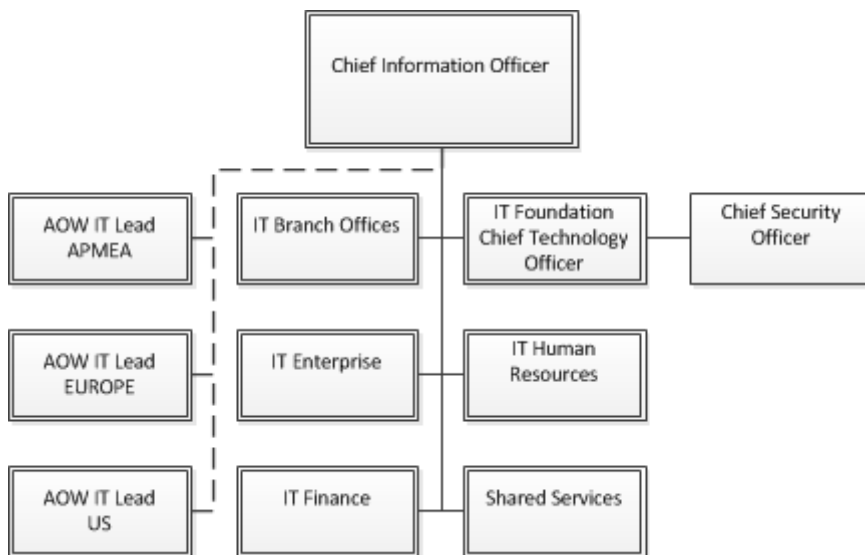 Chief Information Officer
AOW IT Lead
APMEA
IT Branch Offices
IT Foundation
Chief Technology
Officer
Chief Security
Officer
AOW IT Lead
EUROPE
IT Enterprise
IT Human
Resources
AOW IT Lead
US
IT Finance
Shared Services